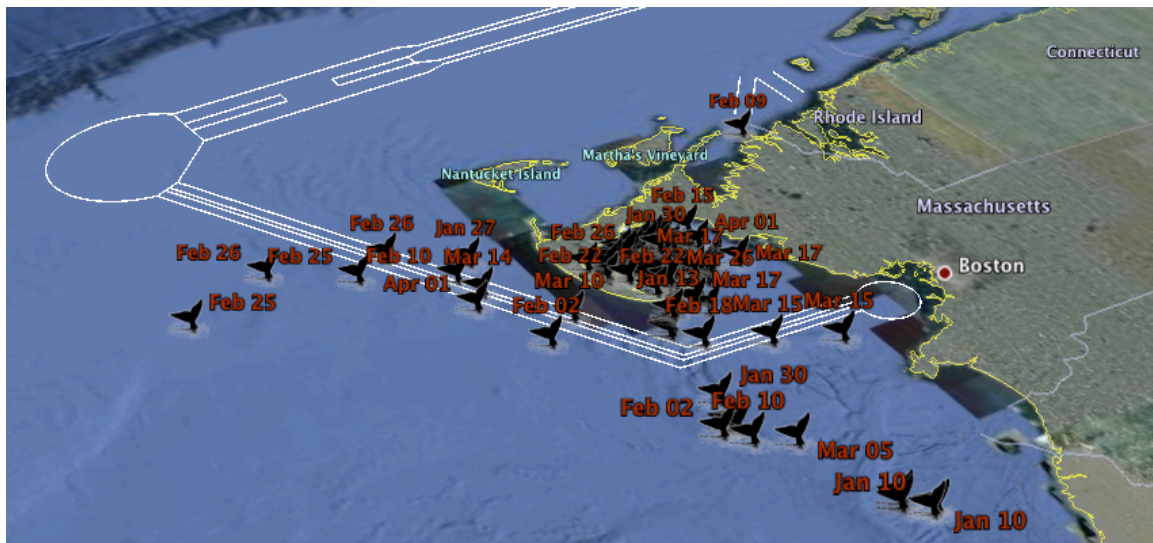 Connecticut
Feb 09
Rhode Island
Martha's Vineyard
Nantucket Island
Feb 15
Massachusetts
Jan 30
Apr 01
Feb 26
Jan 27
Feb 26
Mar 17
Feb 26
Feb 25
Feb 10
Mar 14
Feb 22
Feb 22
Mar 26
Mar 17
Boston
Apr 01
Mar 10
Jan 13
Mar 17
Feb 25
Feb 02
Feb 18
Mar 15
Mar 15
Jan 30
Feb 02
Feb 10
Mar 05
Jan 10
Jan 10